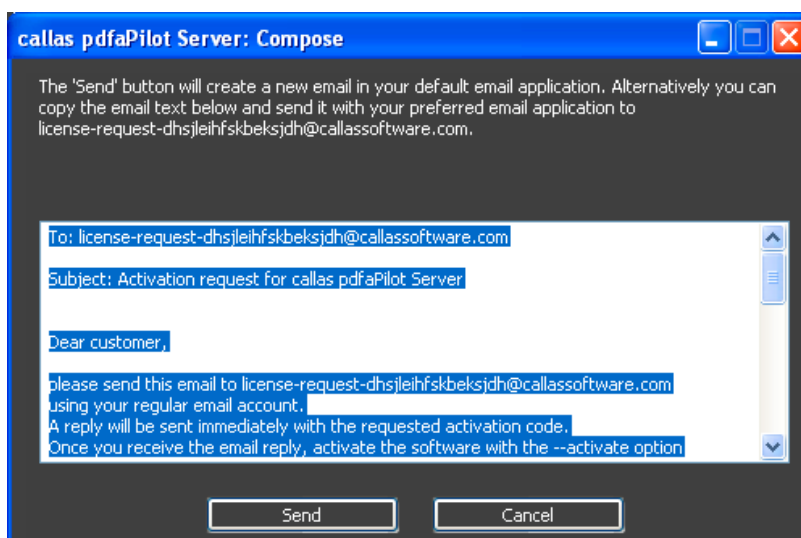 callas pdfaPilot Server: Compose
The 'Send' button will create a new email in your default email application. Alternatively you can
copy the email text below and send it with your preferred email application to
license-request-dhsjleihfskbeksjdh@callassoftware.com.
To: license-request-dhsjleihfskbeksjdh@callassoftware.com
Subject: Activation request for callas pdfaPilot Server
Dear customer,
please send this email to license-request-dhsjleihfskbeksjdh@callassoftware.com
using your regular email account.
A reply will be sent immediately with the requested activation code.
Once you receive the email reply, activate the software with the --activate option
Send
Cancel